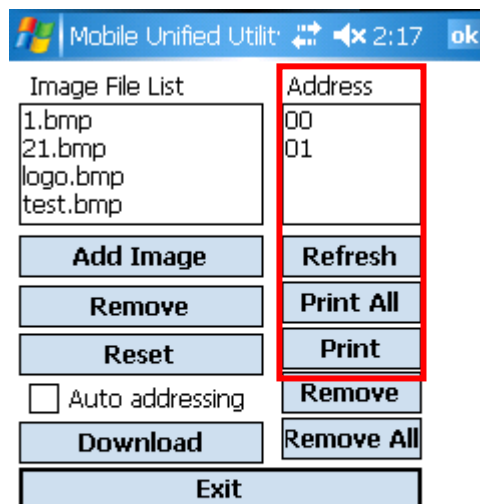 Mobile Unified Utilit 2:17 ok
Image File List
1.bmp
21.bmp
logo.bmp
test.bmp
Add Image
Remove
Reset
Auto addressing
Download
Address
00
01
Refresh
Print All
Print
Remove
Remove All
Exit